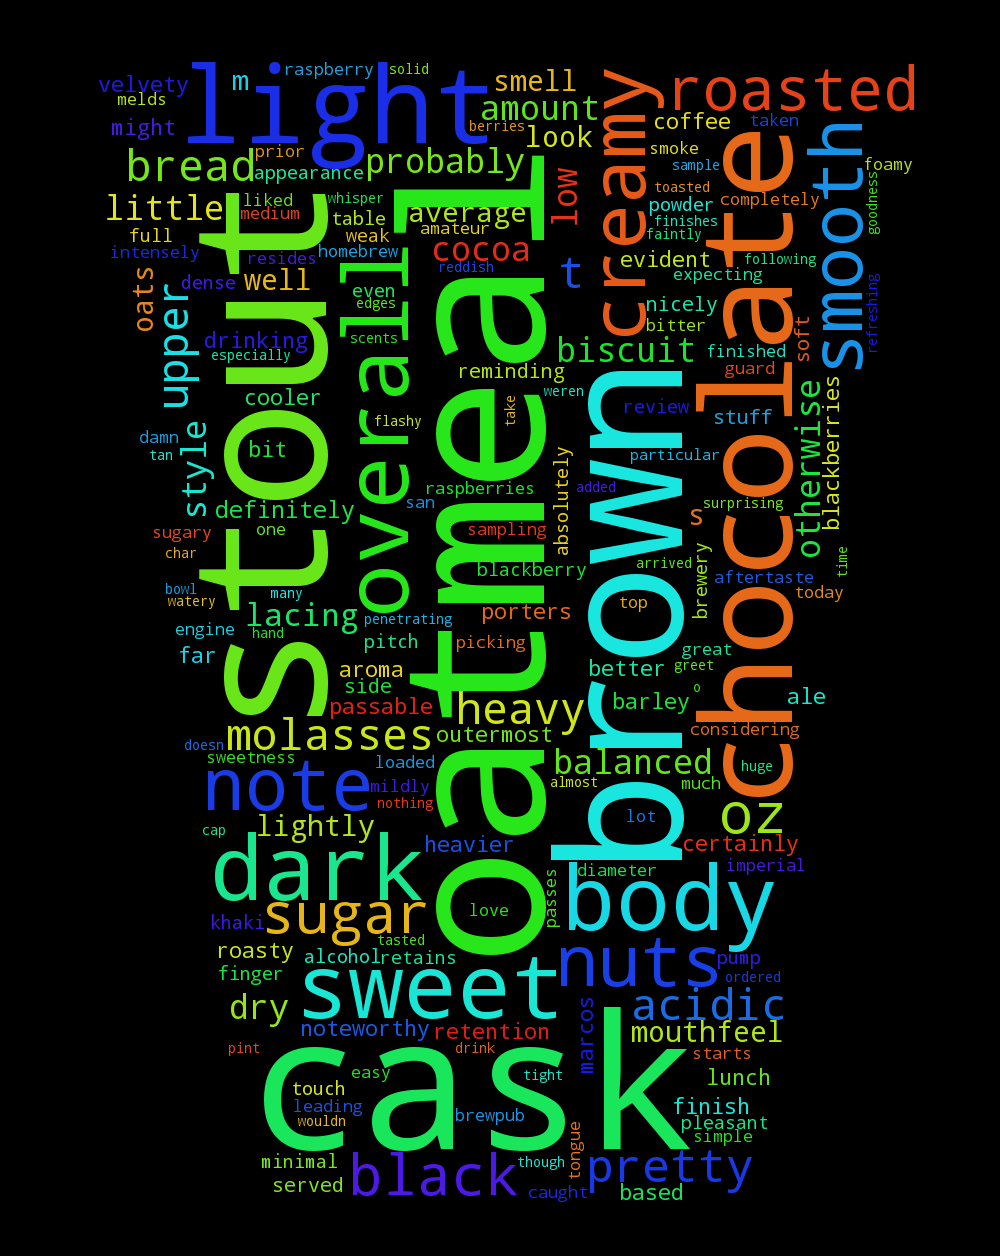 velvety
light
m
raspberry
solid
smell
creamy
roasted
melds
might
amount
berries
look
coffee
taken
smooth
bread
prior
appearance
probably
low
smoke
sample
chocolate
foamy
little
liked
medium
whisper
table
average
amateur
toasted
powder
completely
goodness
full
weak
cocoa
finishes
faintly
intensely
resides
homebrew
reddish
evident
following
oats
dense
well
even
edges
t
expecting
refreshing
upper
stout
overall
oatmeal
nicely
bitter
soft
drinking
especially
scents
biscuit
finished
reminding
guard
cooler
take
weren
brown
review
stuff
otherwise
blackberries
flashy
damn
tan
style
bit
absolutely
particular
definitely
raspberries
san
added
surprising
s
sugary
one
sampling
char
arrived
time
blackberry
brewery
aftertaste
bowl
watery
many
today
lacing
penetrating
porters
top
engine
hand
far
pitch
picking
great
aroma
side
better
greet
passable
heavy
barley
o
ale
molasses
outermost
considering
doesn
sweetness
loaded
balanced
huge
note
mildly
nothing
almost
much
cap
lightly
oz
lot
dark
heavier
certainly
diameter
imperial
body
khaki
sugar
love
passes
roasty
tasted
alcohol
retains
nuts
pump
finger
ordered
sweet
dry
acidic
noteworthy
retention
marcos
mouthfeel
pint
cask
drink
starts
easy
tight
lunch
touch
leading
wouldn
brewpub
finish
pleasant
simple
minimal
black
though
tongue
pretty
served
caught
based